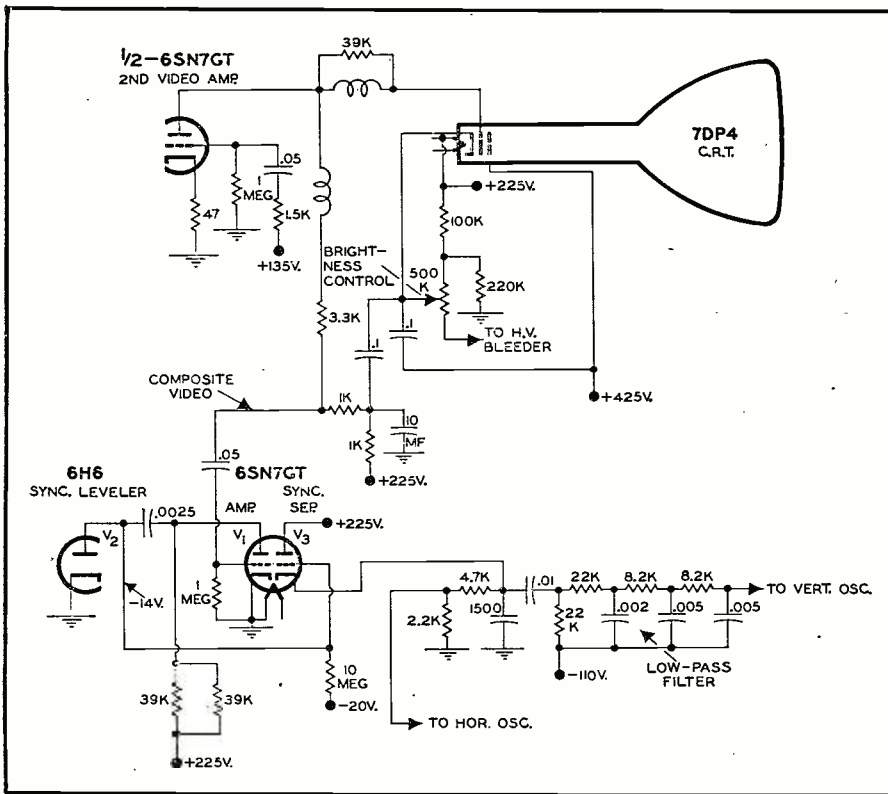 1/2-6SN7GT
2ND VIDEO AMP.
39K
7DP4
C.R.T.
.05
1
MEG
1.5K
47
+135V.
+225V.
100K
BRIGHT-
NESS
CONTROL
500
K
220K
3.3K
.1
.1
TO H.V.
BLEEDER
COMPOSITE
VIDEO
1K
10
MF
+425V.
1K
+225V.
.05
6H6
SYNC. LEVELER
6SN7GT
.0025
AMP.
SYNC.
SEP.
V2
V1
V3
+225V.
-14V.
1
MEG
4.7K
.01
22K
8.2K
8.2K
TO VERT. OSC.
2.2K
1500
22
K
.002
.005
.005
-110V.
LOW-PASS
FILTER
39K
39K
10
MEG
-20V.
TO HOR. OSC.
+225V.